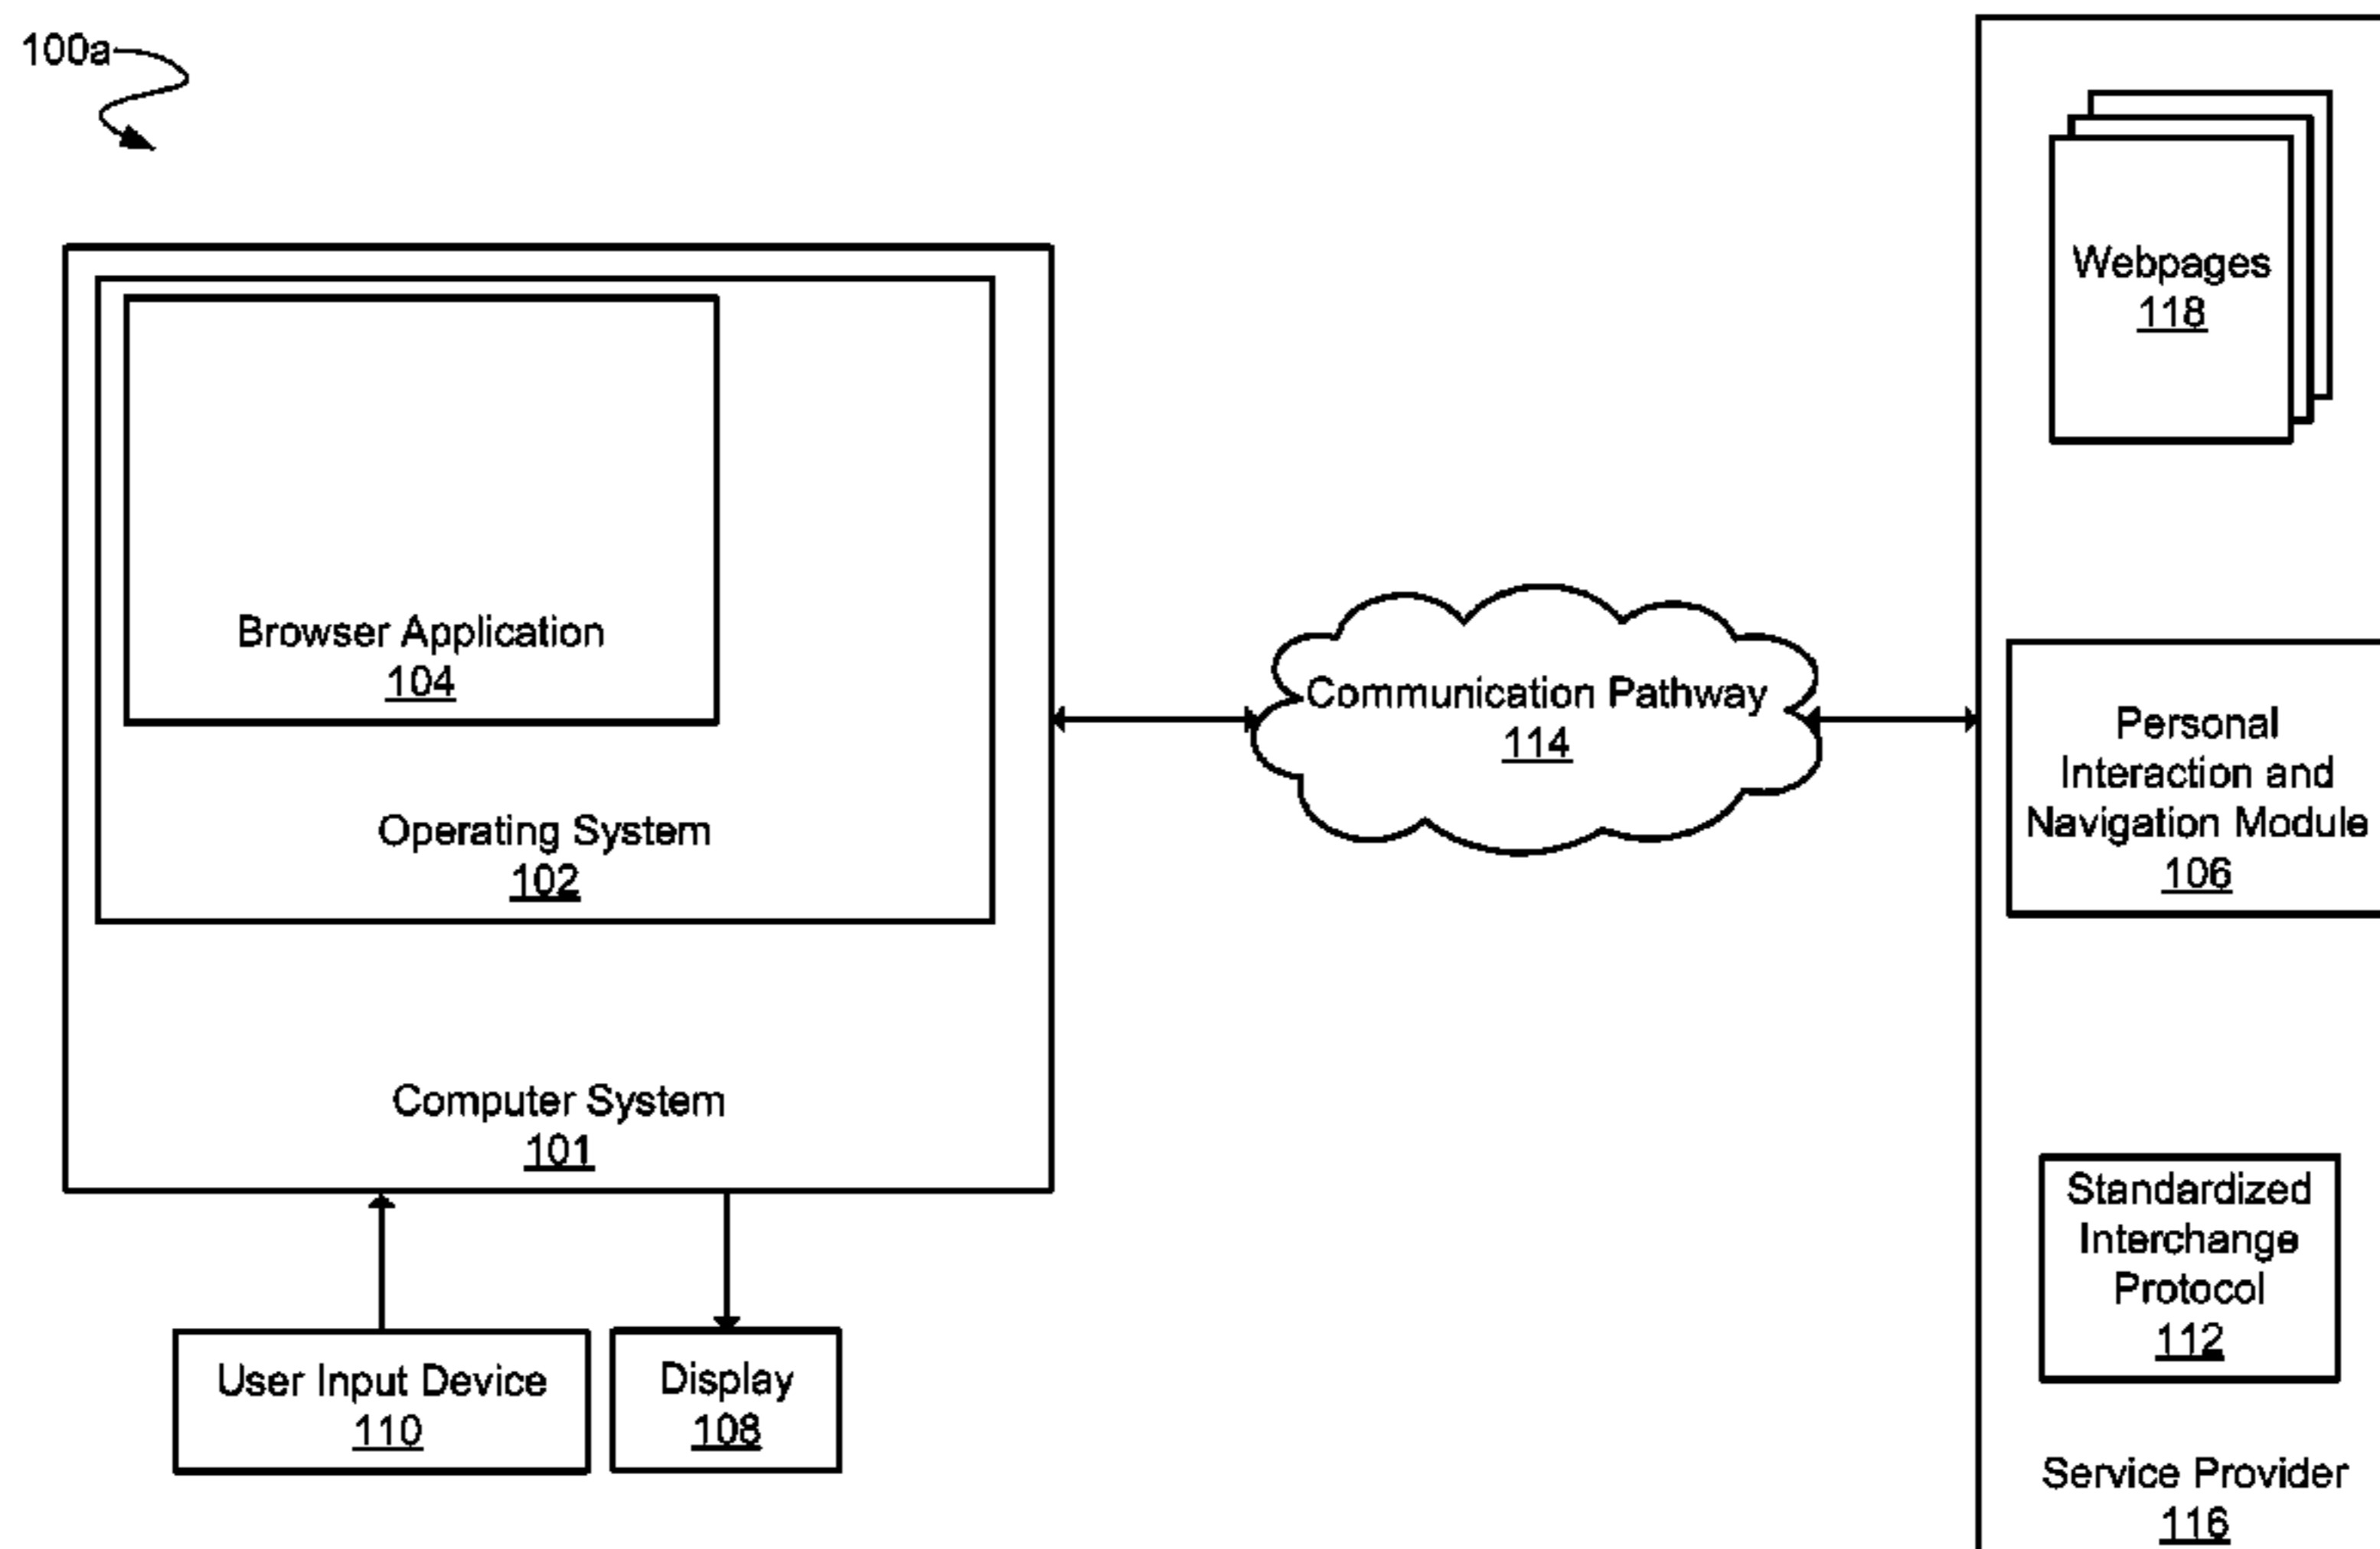 100a
Browser Application
104
Operating System
102
Computer System
101
User Input Device
110
Display
108
Communication Pathway
114
Webpages
118
Personal
Interaction and
Navigation Module
106
Standardized
Interchange
Protocol
112
Service Provider
116